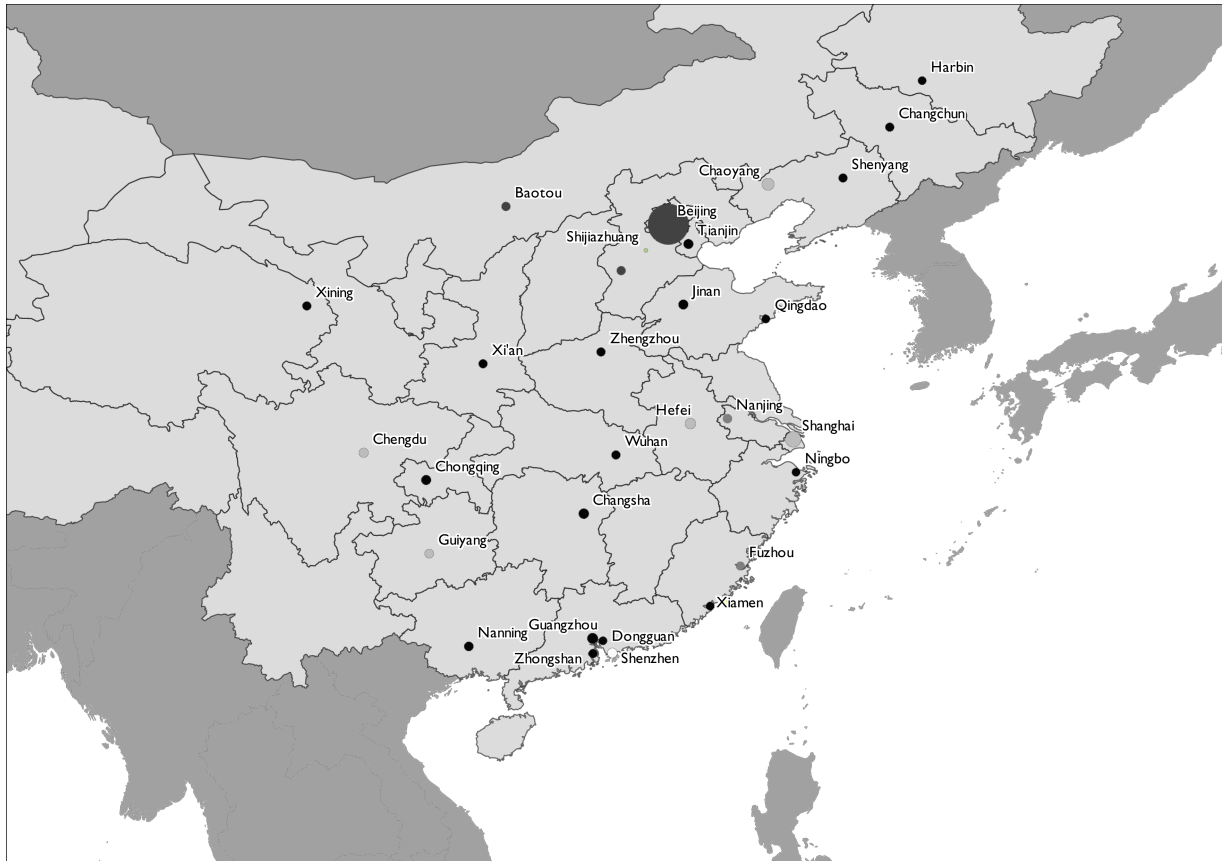 Harbin
Changchun
Shenyang
Chaoyang
Baotou
Beijing
Tianjin
Shijiazhuang
Xining
Jinan
Qingdao
Zhengzhou
Xi'an
Hefei
Nanjing
Shanghai
Chengdu
Wuhan
Ningbo
Chongqing
Changsha
Guiyang
Fuzhou
Xiamen
Guangzhou
Dongguan
Nanning
Zhongshan
Shenzhen